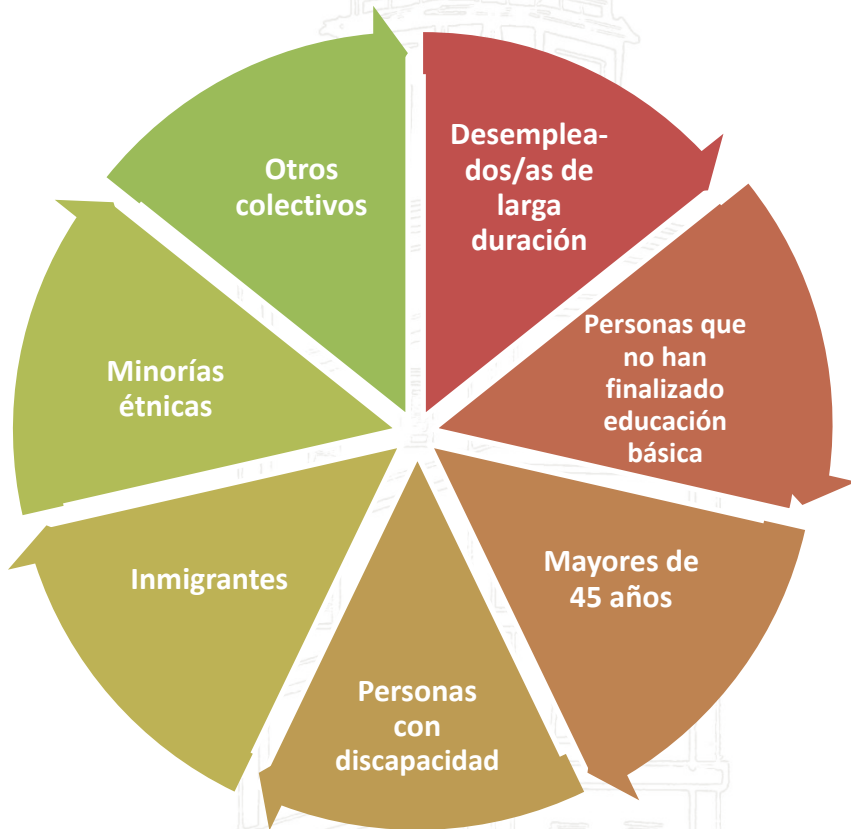 Desemplea-
dos/as de
larga
duración
Personas que
no han
finalizado
educación
básica
Mayores de
45 años
Personas
con
discapacidad
Inmigrantes
Minorías
étnicas
Otros
colectivos